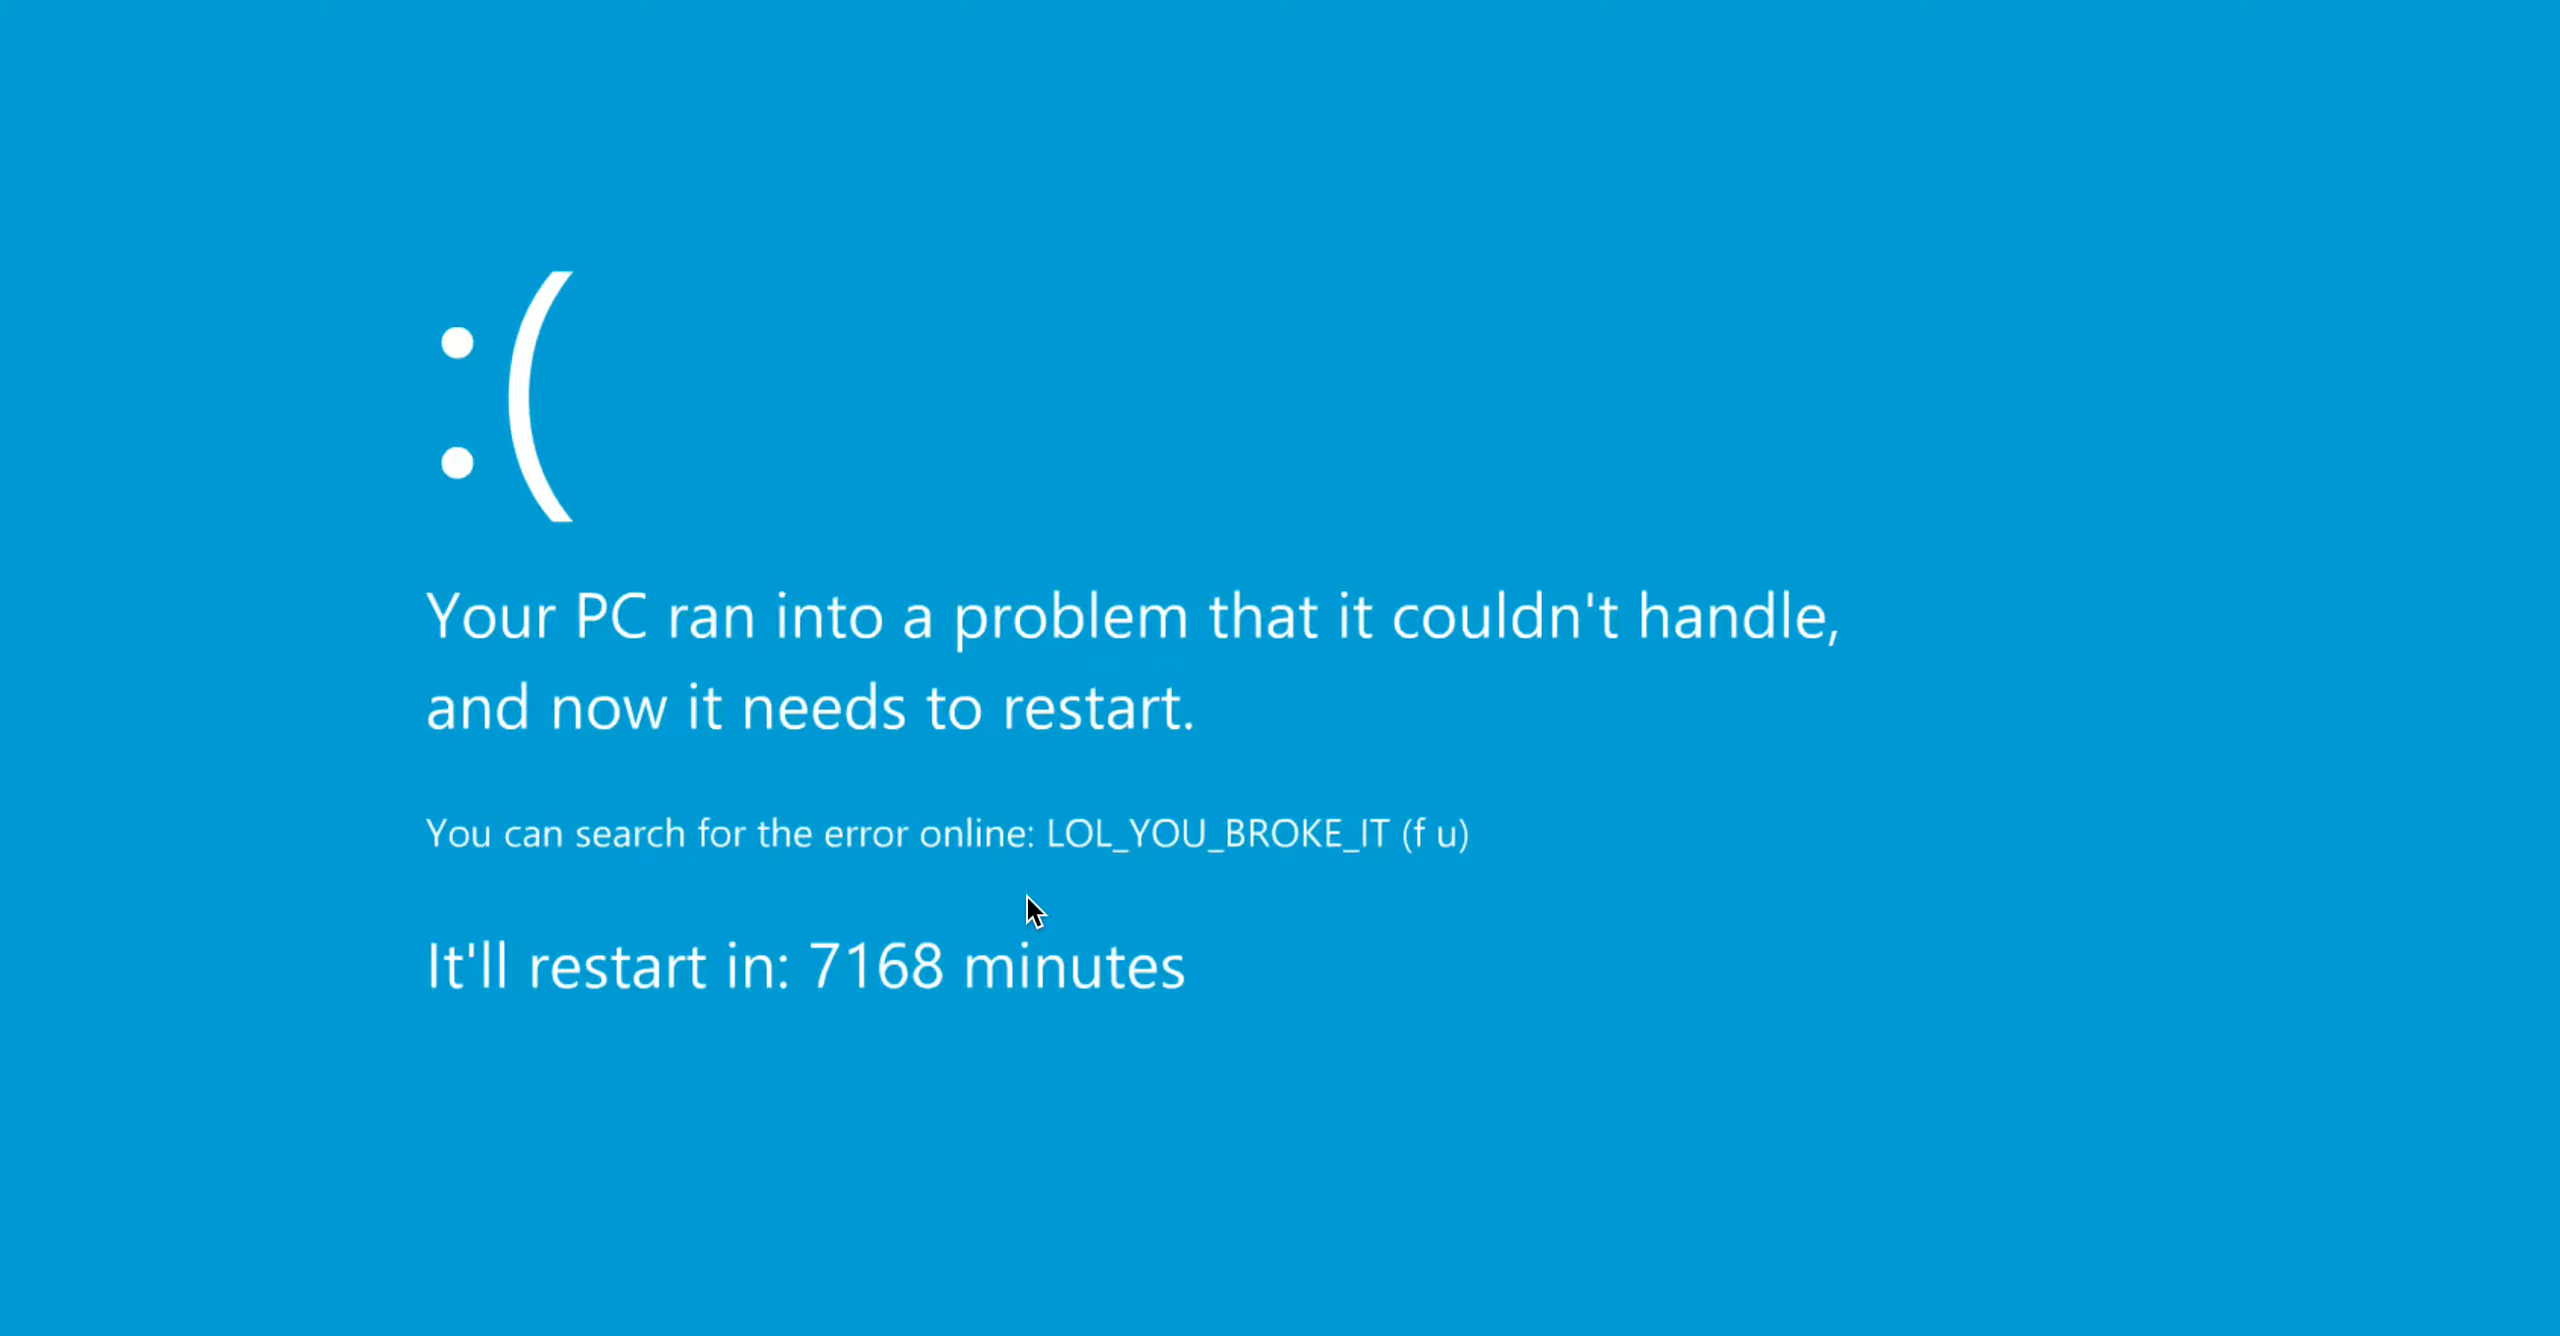 :(
Your PC ran into a problem that it couldn't handle,
and now it needs to restart.
You can search for the error online: LOL_YOU_BROKE_IT (f u)
It'll restart in: 7168 minutes